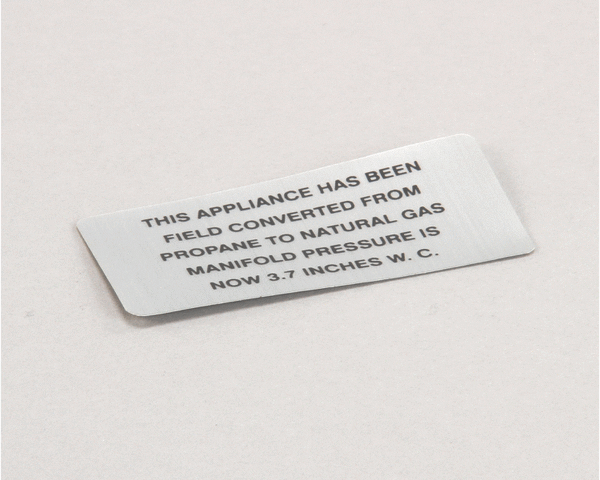 THIS APPLIANCE HAS BEEN
FIELD CONVERTED FROM
PROPANE TO NATURAL GAS
MANIFOLD PRESSURE IS
NOW 3.7 INCHES W. C.